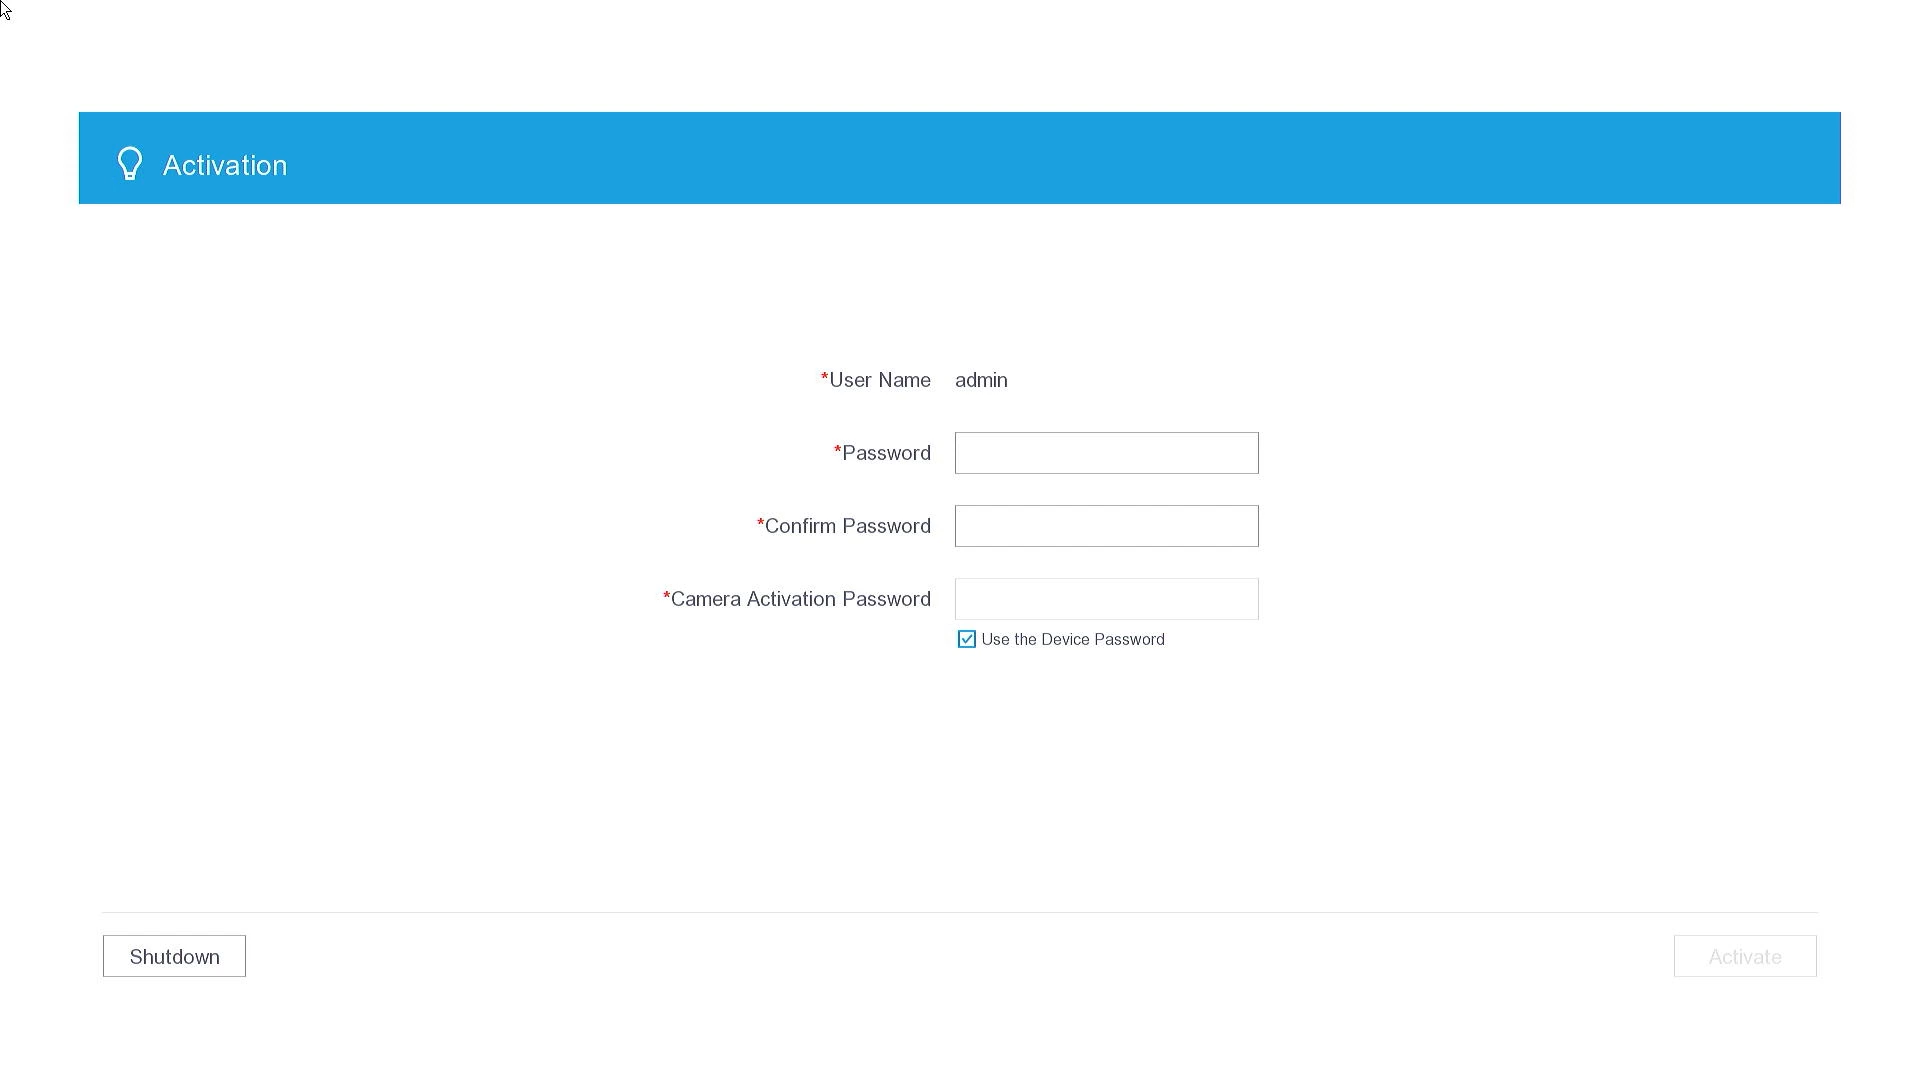 Activation
*User Name admin
*Password
*Confirm Password
*Camera Activation Password
Use the Device Password
Shutdown
Activate